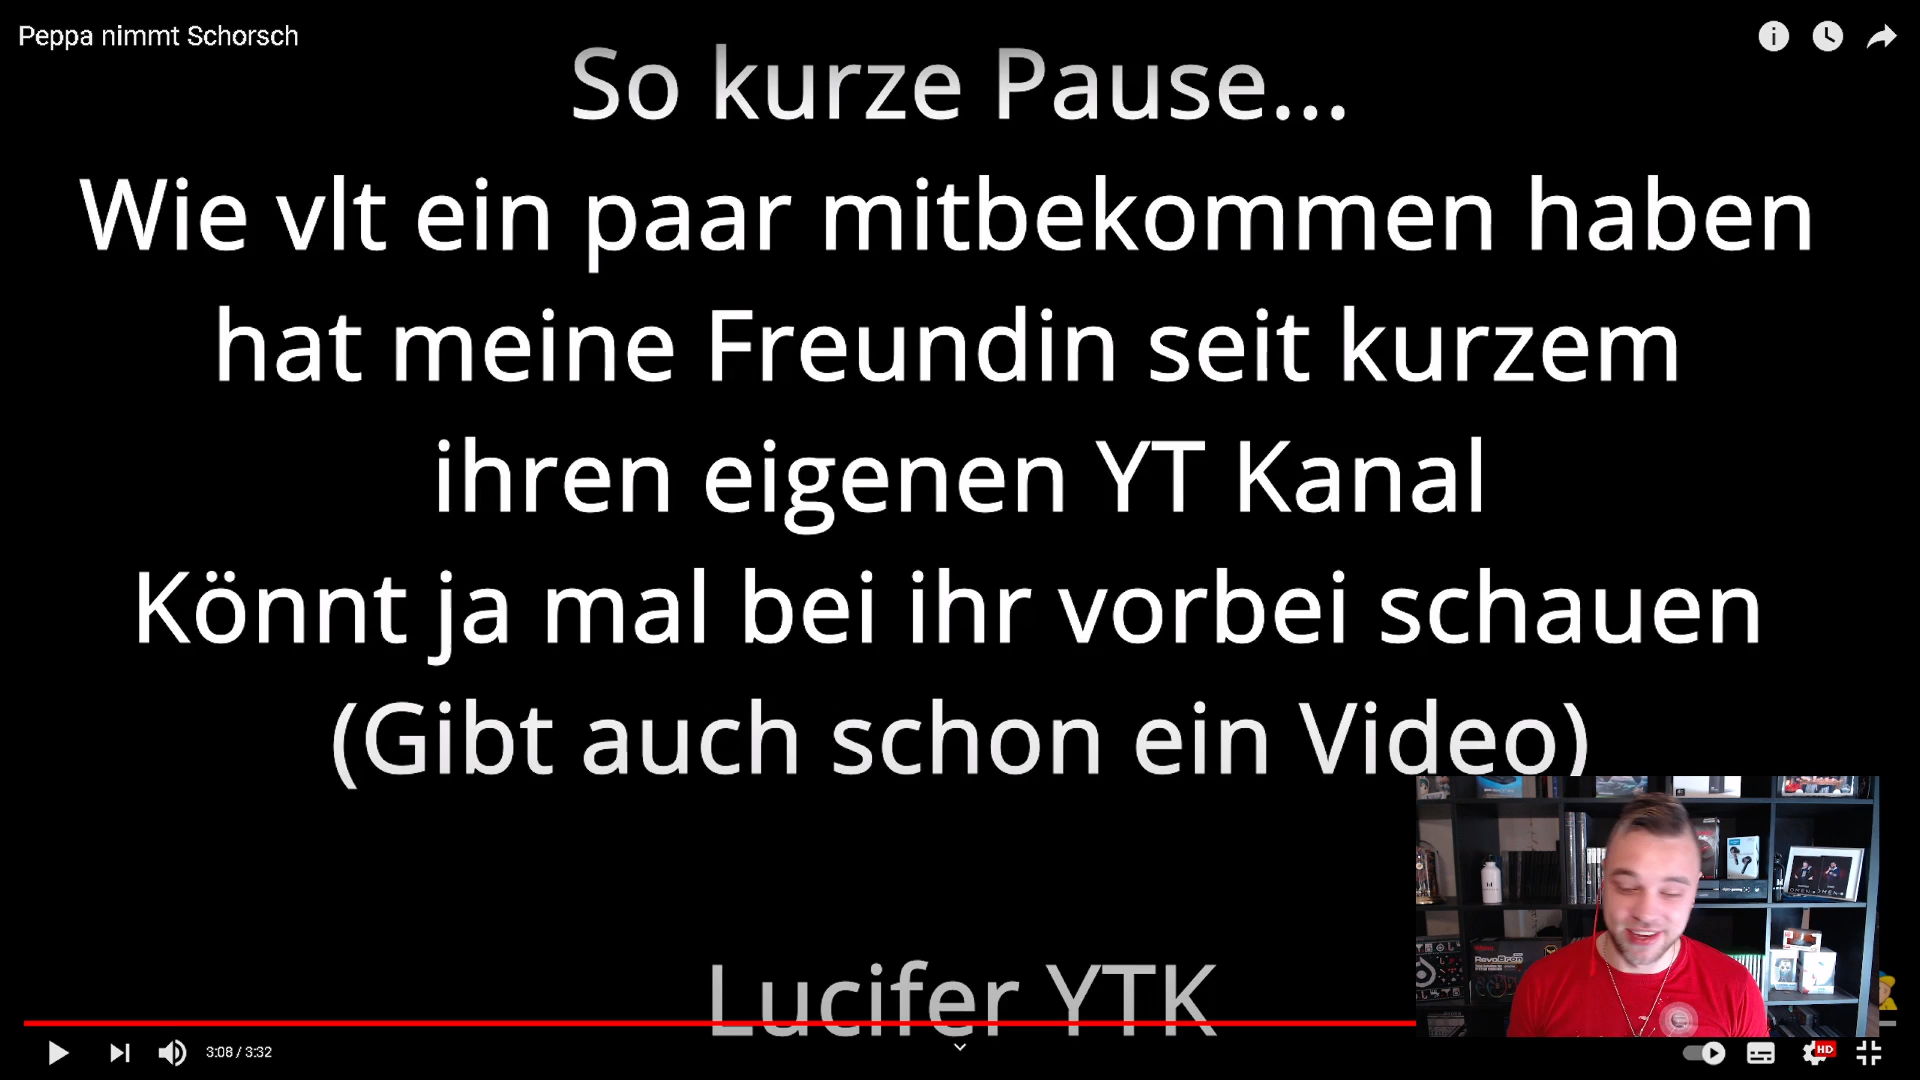 Peppa nimmt Schorsch
So kurze Pause...
Wie vlt ein paar mitbekommen haben
hat meine Freundin seit kurzem
ihren eigenen YT Kanal
Könnt ja mal bei ihr vorbei schauen
(Gibt auch schon ein Video)
Lucifer YTK
3:08 / 3:32
HD